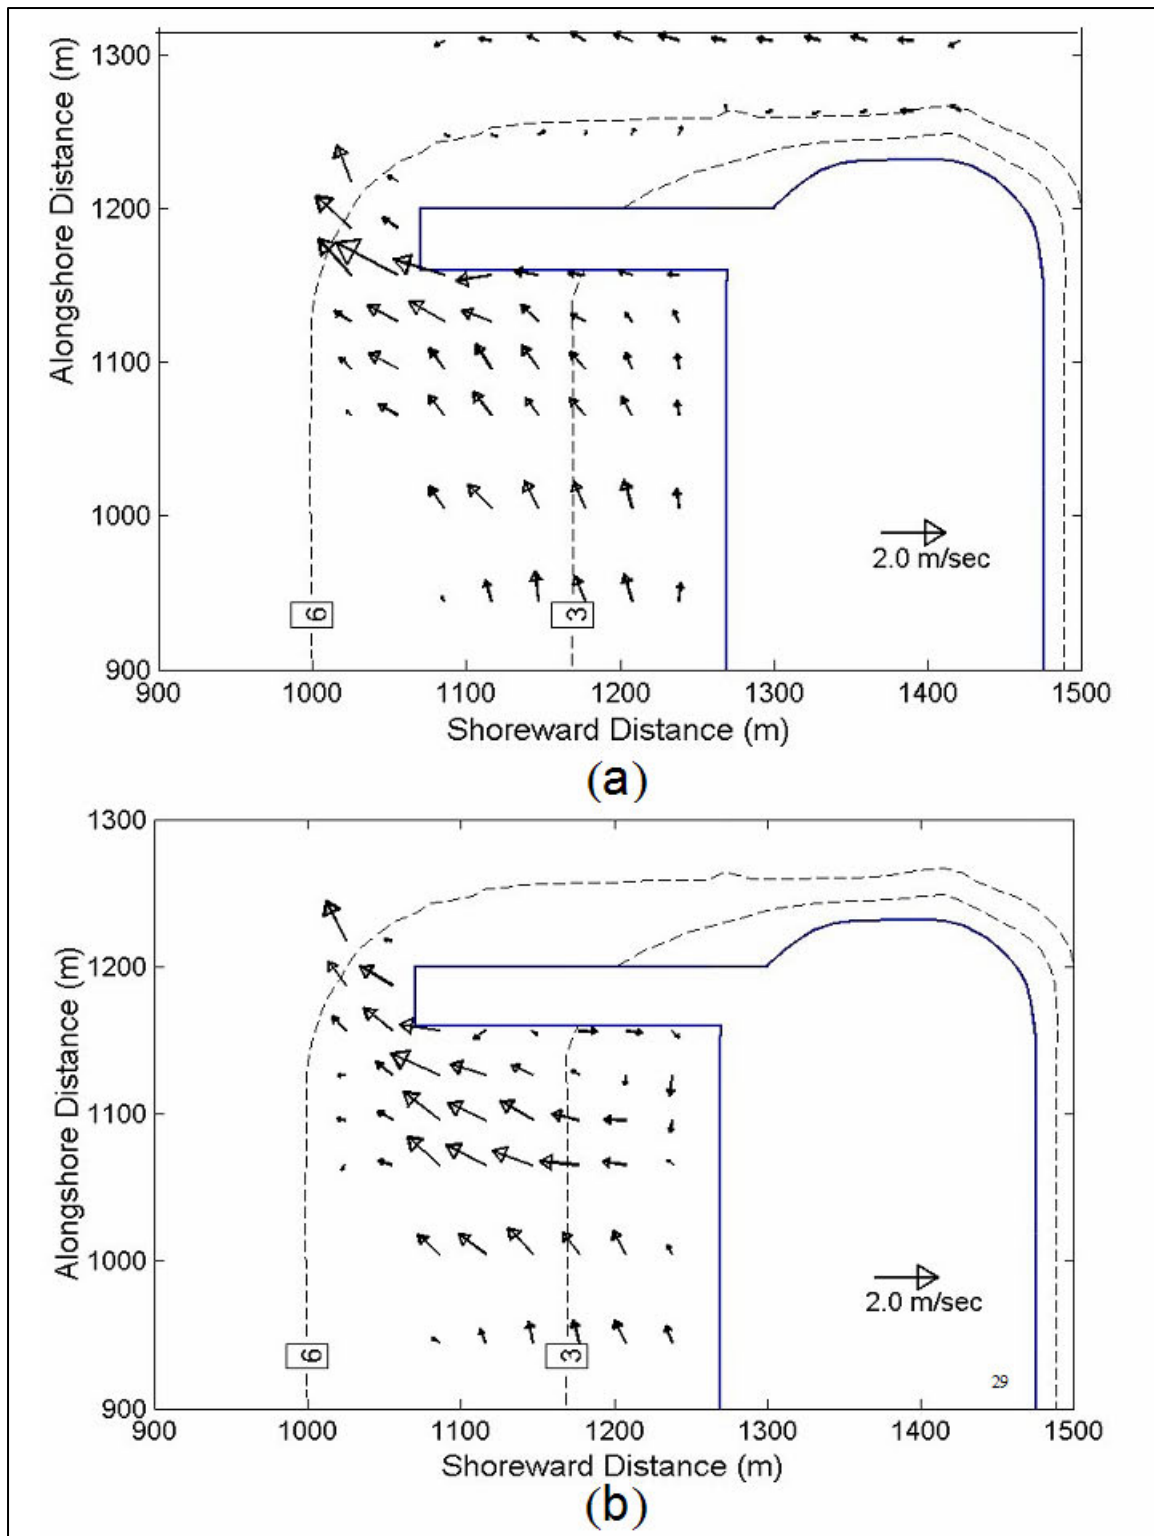 1300
1200
1100
1000
900
Alongshore Distance (m)
6
3
2.0 m/sec
900 1000 1100 1200 1300 1400 1500
Shoreward Distance (m)
(a)
1300
1200
1100
1000
900
Alongshore Distance (m)
6
3
2.0 m/sec
29
900 1000 1100 1200 1300 1400 1500
Shoreward Distance (m)
(b)